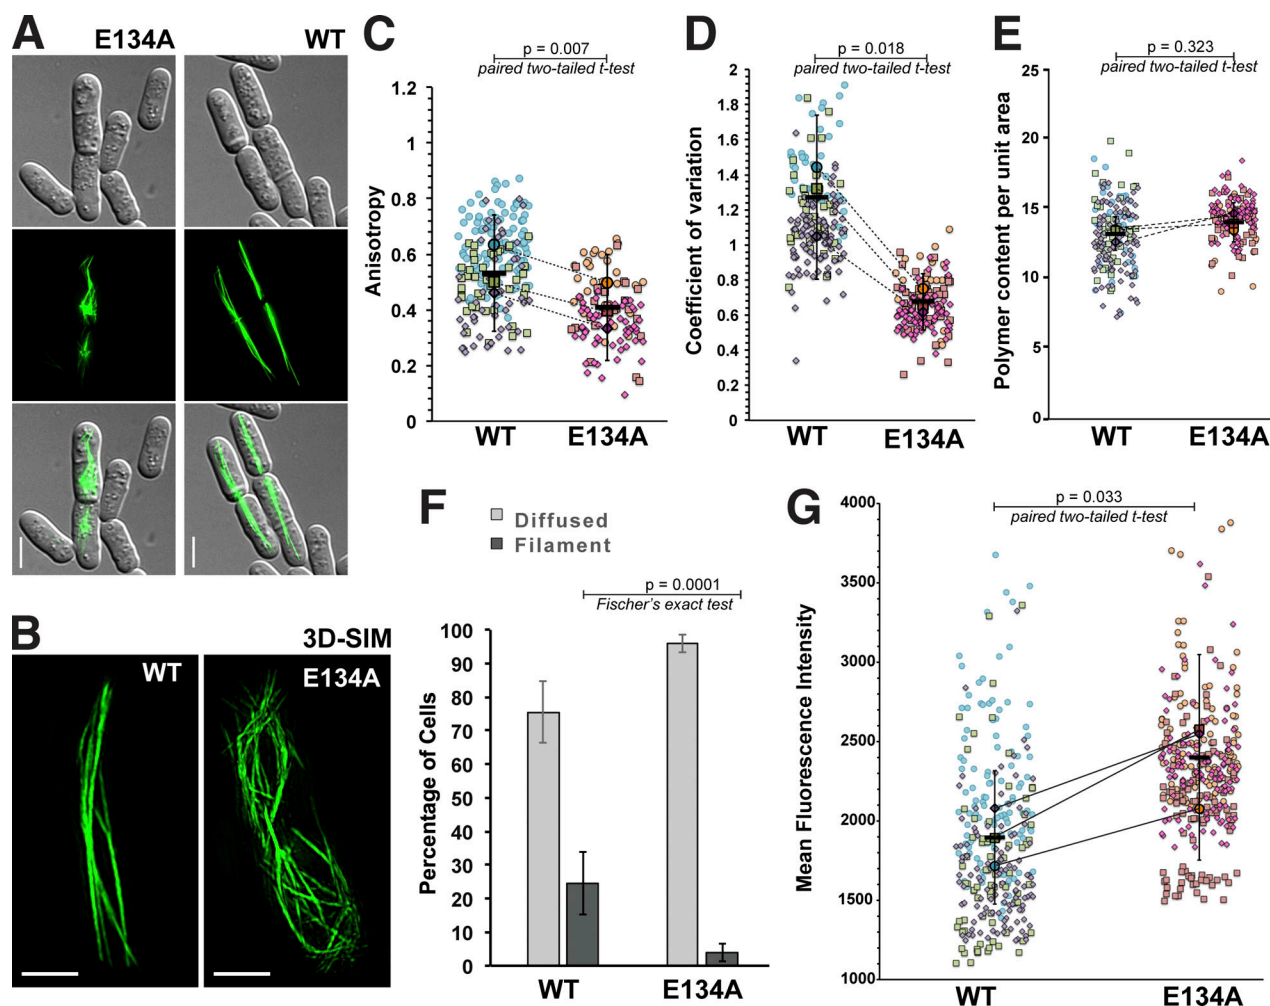 A
E134A
WT
B
3D-SIM
WT
E134A
C
p = 0.007
paired two-tailed t-test
Anisotropy
1.2
1
0.8
0.6
0.4
0.2
0
WT
E134A
D
p = 0.018
paired two-tailed t-test
Coefficient of variation
2
1.8
1.6
1.4
1.2
1
0.8
0.6
0.4
0.2
0
WT
E134A
E
p = 0.323
paired two-tailed t-test
Polymer content per unit area
25
20
15
10
5
0
WT
E134A
F
Diffused
Filament
p = 0.0001
Fischer's exact test
Percentage of Cells
100
90
80
70
60
50
40
30
20
10
0
WT
E134A
G
p = 0.033
paired two-tailed t-test
Mean Fluorescence Intensity
4000
3500
3000
2500
2000
1500
1000
WT
E134A